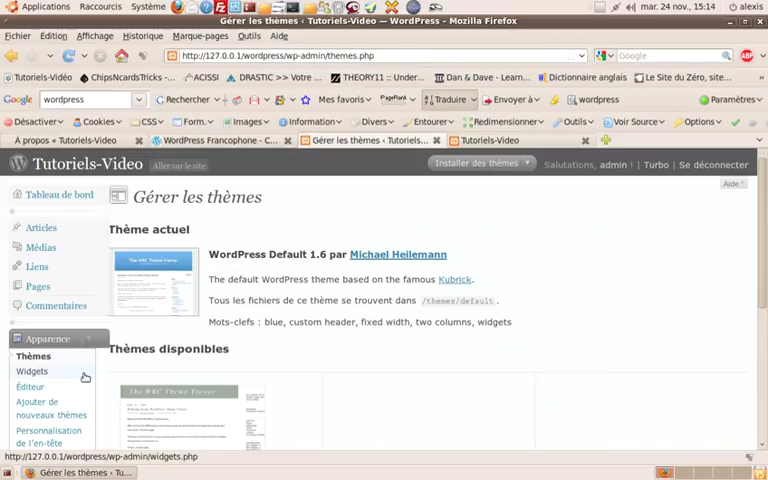 Applications Raccourcis Système mar. 24 nov., 15:14 alexis
Gérer les thèmes ‹ Tutoriels-Video — WordPress - Mozilla Firefox
Fichier Édition Affichage Historique Marque-pages Outils Aide
http://127.0.0.1/wordpress/wp-admin/themes.php Google
Tutoriels-Vidéo ChipsNcardsTricks -... ACISSI DRASTIC >> Votre ... THEORY11 :: Under... Dan & Dave - Learn... Dictionnaire anglais Le Site du Zéro, site...
Google wordpress Rechercher Mes favoris PageRank Traduire Envoyer à wordpress Paramètres
Désactiver Cookies CSS Form. Images Information Divers Entourer Redimensionner Outils Voir Source Options
À propos « Tutoriels-Video WordPress Francophone - C... Gérer les thèmes ‹ Tutoriels... Tutoriels-Video
Tutoriels-Video Aller sur le site Installer des thèmes Salutations, admin ! | Turbo | Se déconnecter
Aide
Tableau de bord
Gérer les thèmes
Articles
Médias
Liens
Pages
Commentaires
Apparence
Thèmes
Widgets
Éditeur
Ajouter de
nouveaux thèmes
Personnalisation
de l'en-tête
Thème actuel
WordPress Default 1.6 par Michael Heilemann
The default WordPress theme based on the famous Kubrick.
Tous les fichiers de ce thème se trouvent dans /themes/default.
Mots-clefs : blue, custom header, fixed width, two columns, widgets
Thèmes disponibles
The WRC Theme Viewer
http://127.0.0.1/wordpress/wp-admin/widgets.php
Gérer les thèmes ‹ Tu...